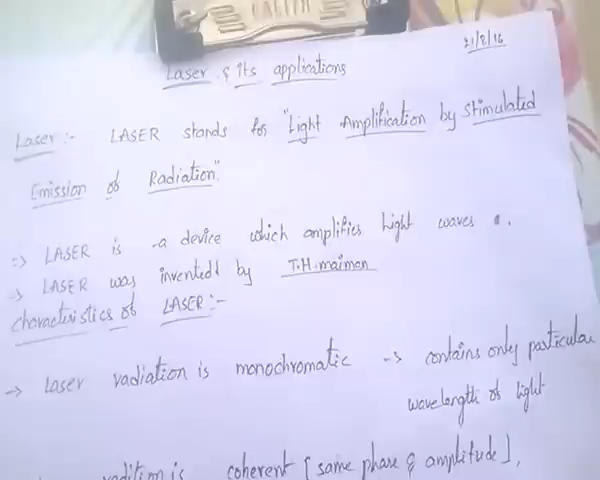 21/2/16
Laser & Its applications
Laser :- LASER stands for "Light Amplification by Stimulated
Emission of Radiation."
=> LASER is a device which amplifies light waves.
-> LASER was invented by T.H.maiman
characteristics of LASER :-
-> Laser radiation is monochromatic -> contains only particular
wavelength of light
coherent [same phase & amplitude],